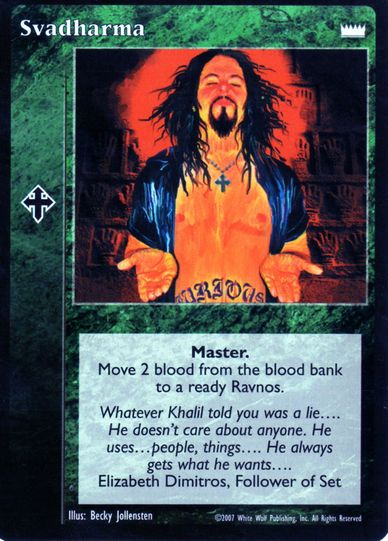 Svadharma
VIRIDUS
Master.
Move 2 blood from the blood bank
to a ready Ravnos.
Whatever Khalil told you was a lie....
He doesn't care about anyone. He
uses...people, things.... He always
gets what he wants....
Elizabeth Dimitros, Follower of Set
Illus: Becky Jollensten
©2007 White Wolf Publishing, Inc. All Rights Reserved